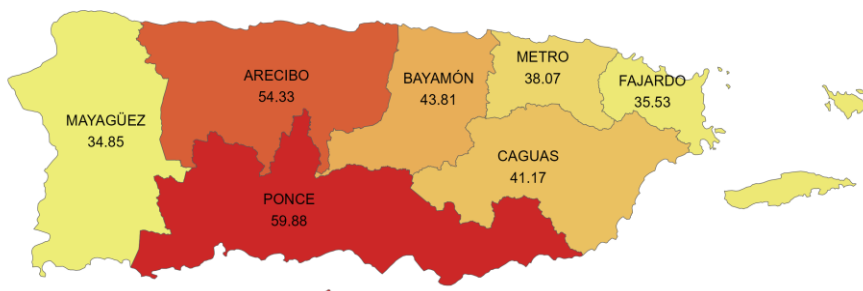 METRO
38.07
ARECIBO
54.33
BAYAMÓN
43.81
FAJARDO
35.53
MAYAGÜEZ
34.85
CAGUAS
41.17
PONCE
59.88